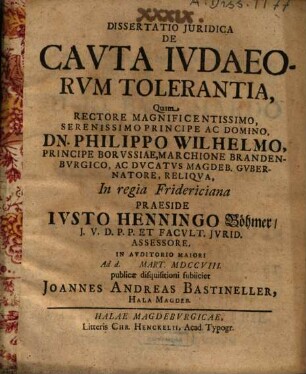 A. Diss. 1177
XXXIX.
DISSERTATIO JURIDICA
DE
CAVTA IVDAEO-
RVM TOLERANTIA,
Quam
RECTORE MAGNIFICENTISSIMO,
SERENISSIMO PRINCIPE AC DOMINO,
DN. PHILIPPO WILHELMO,
PRINCIPE BORVSSIAE, MARCHIONE BRANDEN-
BVRGICO, AC DVCATVS MAGDEB. GVBER-
NATORE, RELIQVA,
In regia Fridericiana
PRAESIDE
IVSTO HENNINGO Böhmer/
J. V. D. P. P. ET FACVLT. JVRID.
ASSESSORE,
IN AVDITORIO MAIORI
Ad d. MART. MDCCVIII.
publicæ disquisitioni subiiciet
JOANNES ANDREAS BASTINELLER,
HALA MAGDEB.
HALAE MAGDEBVRGICAE,
Litteris CHR. HENCKELII, Acad. Typogr.